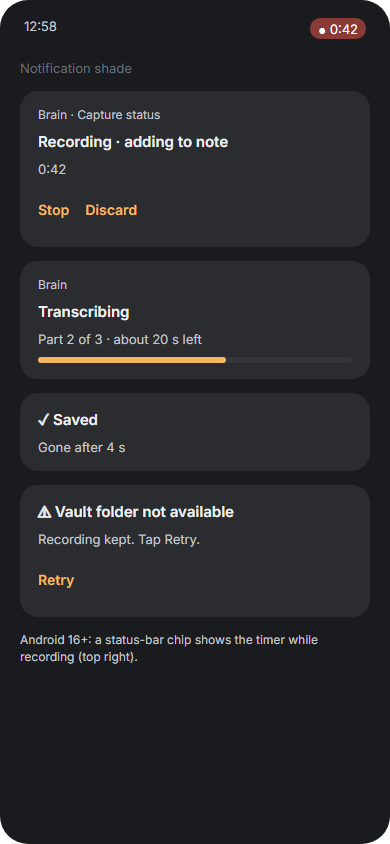 12:58
● 0:42
Notification shade
Brain · Capture status
Recording · adding to note
0:42
Stop Discard
Brain
Transcribing
Part 2 of 3 · about 20 s left
✓ Saved
Gone after 4 s
⚠ Vault folder not available
Recording kept. Tap Retry.
Retry
Android 16+: a status-bar chip shows the timer while
recording (top right).